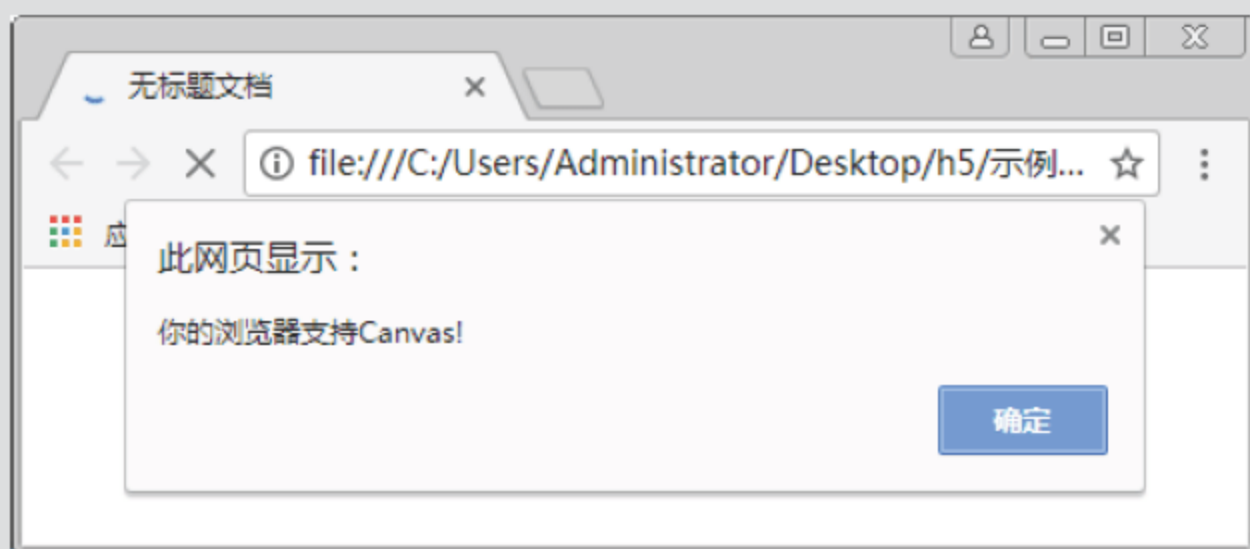 无标题文档
file:///C:/Users/Administrator/Desktop/h5/示例...
应
此网页显示：
你的浏览器支持Canvas!
确定